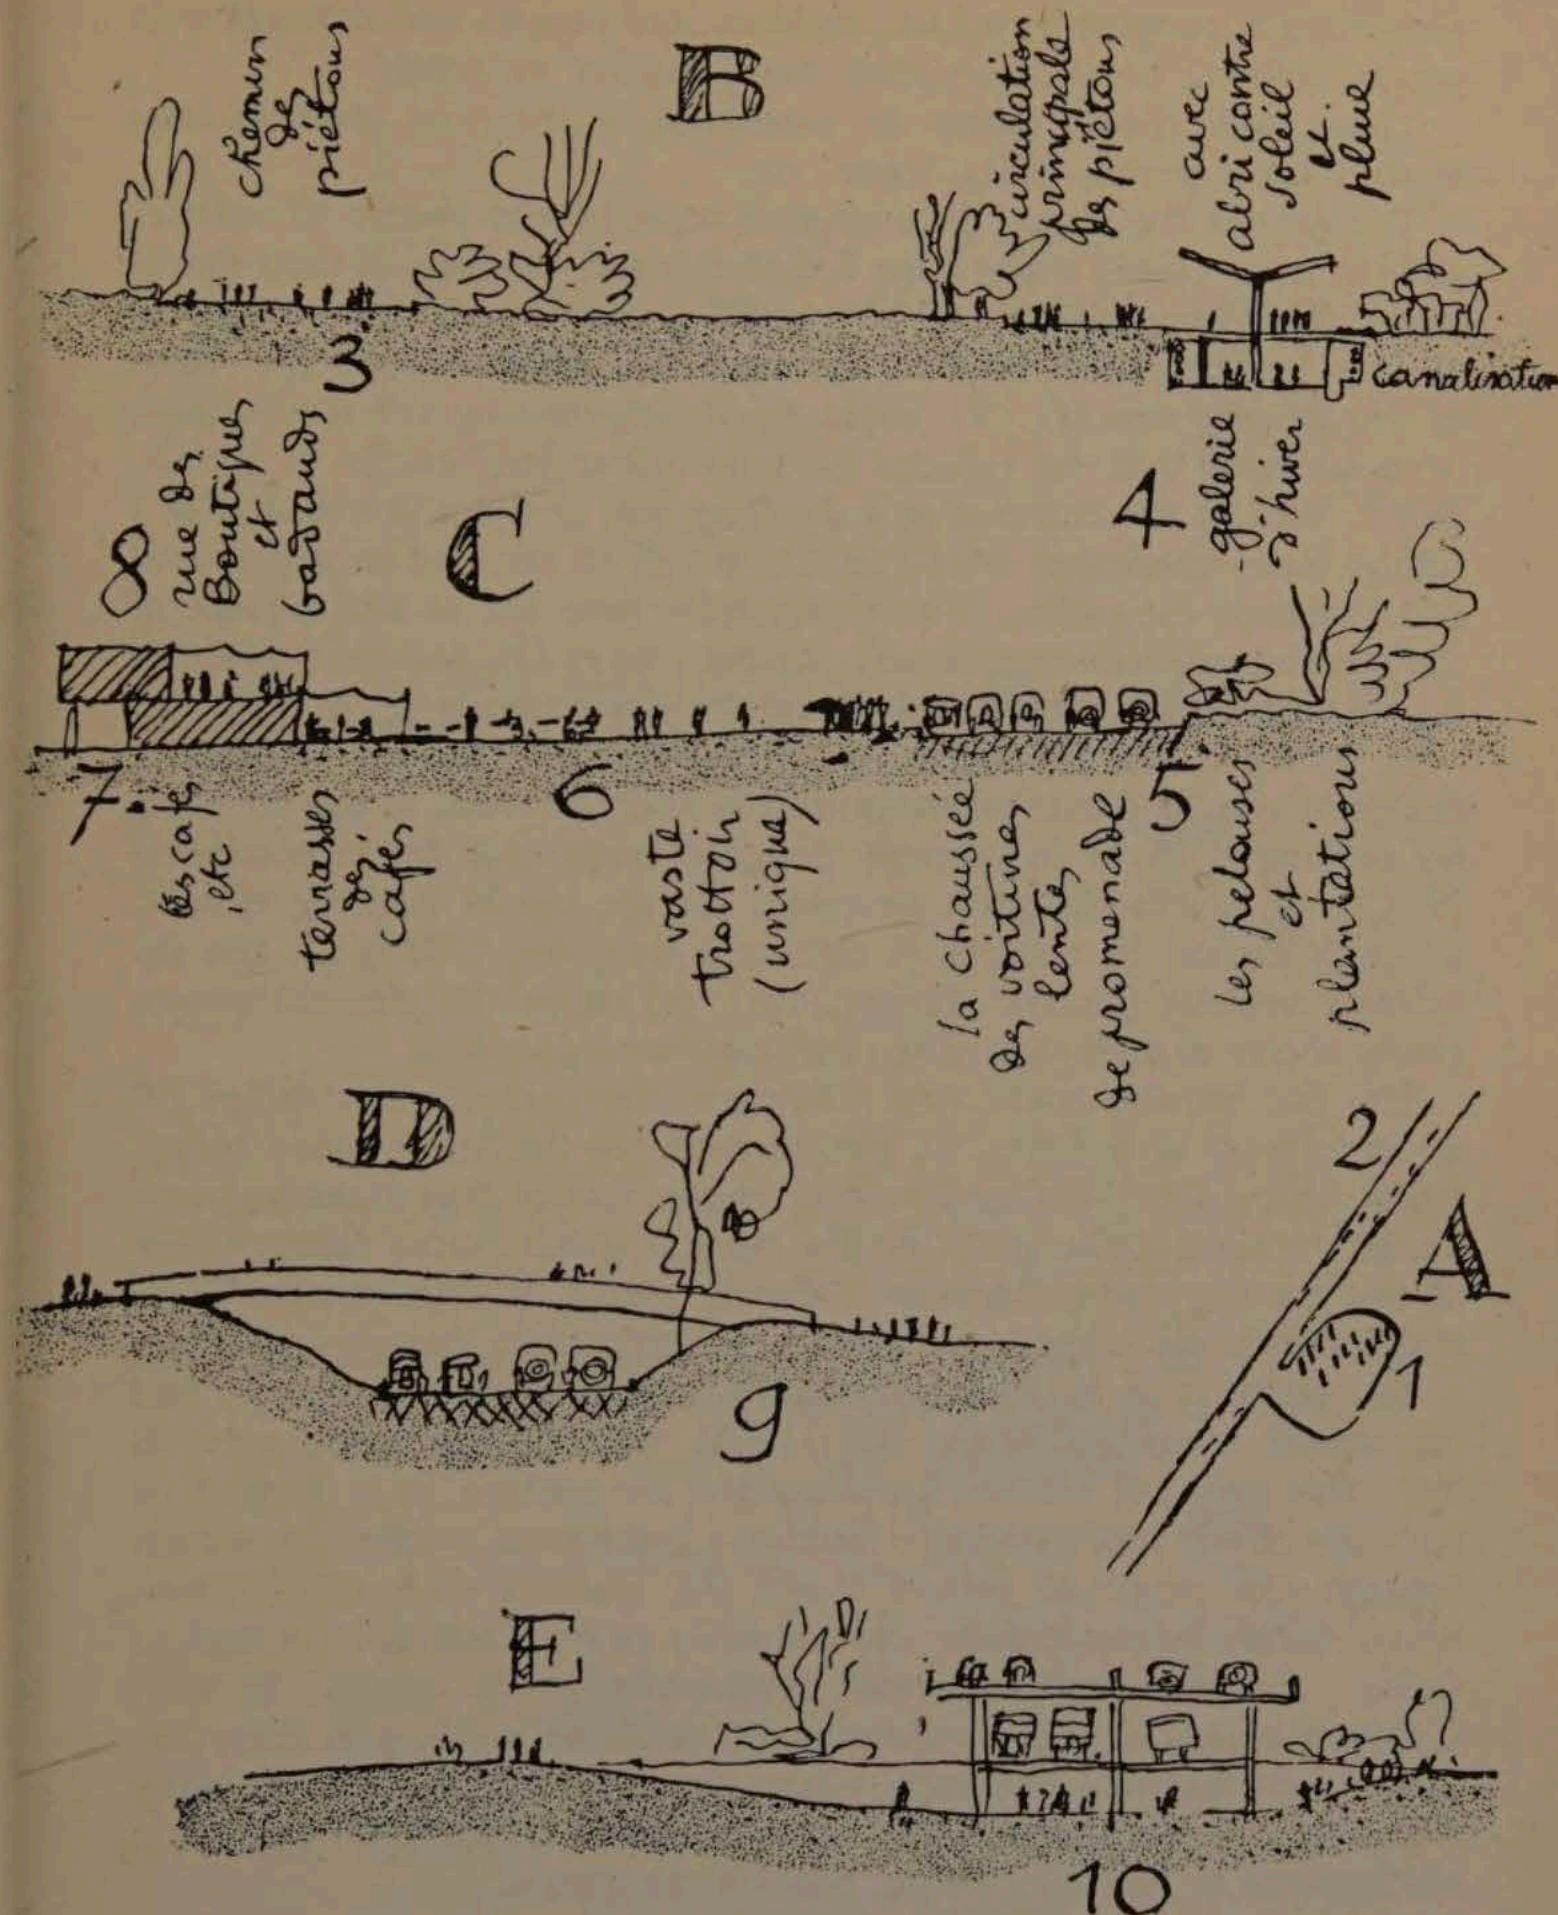 B
chemin
de
piétons
circulation
principale
des piétons
avec
abri contre
soleil
et
pluie
3
canalisation
4
galerie
d'hiver
C
8
rue des
Boutiques
et
badauds
7
les cafés
, etc
terrasses
des
cafés
6
vaste
trottoir
(unique)
la chaussée
des voitures
lentes
de promenade
5
les pelouses
et
plantations
D
9
2
A
1
E
10